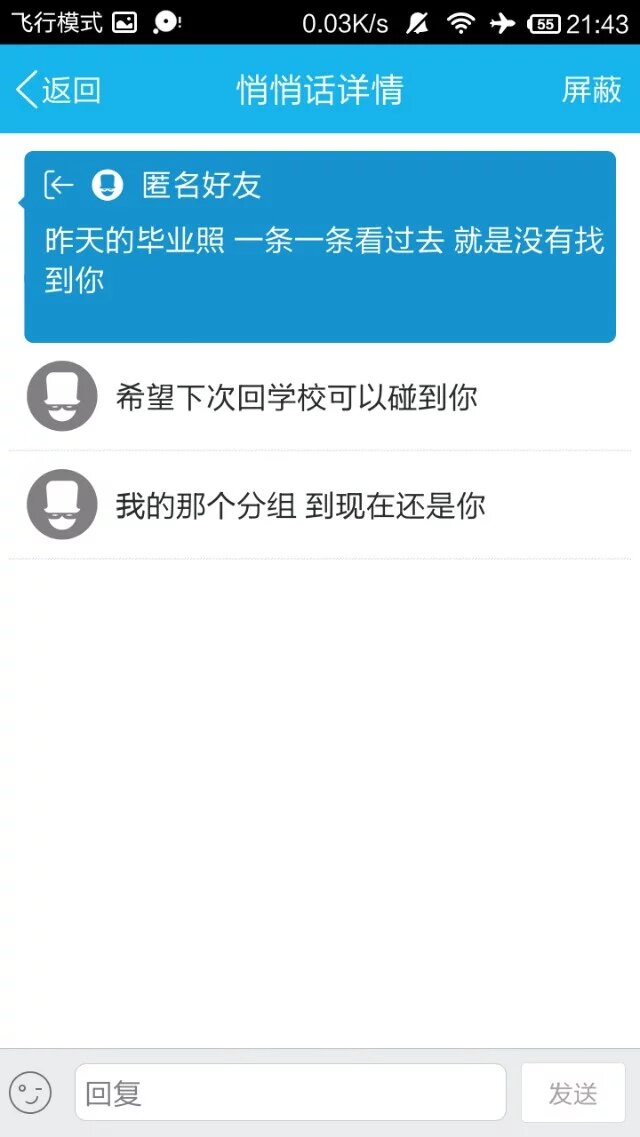 飞行模式 0.03K/s 55 21:43
返回 悄悄话详情 屏蔽
匿名好友
昨天的毕业照 一条一条看过去 就是没有找
到你
希望下次回学校可以碰到你
我的那个分组 到现在还是你
回复 发送